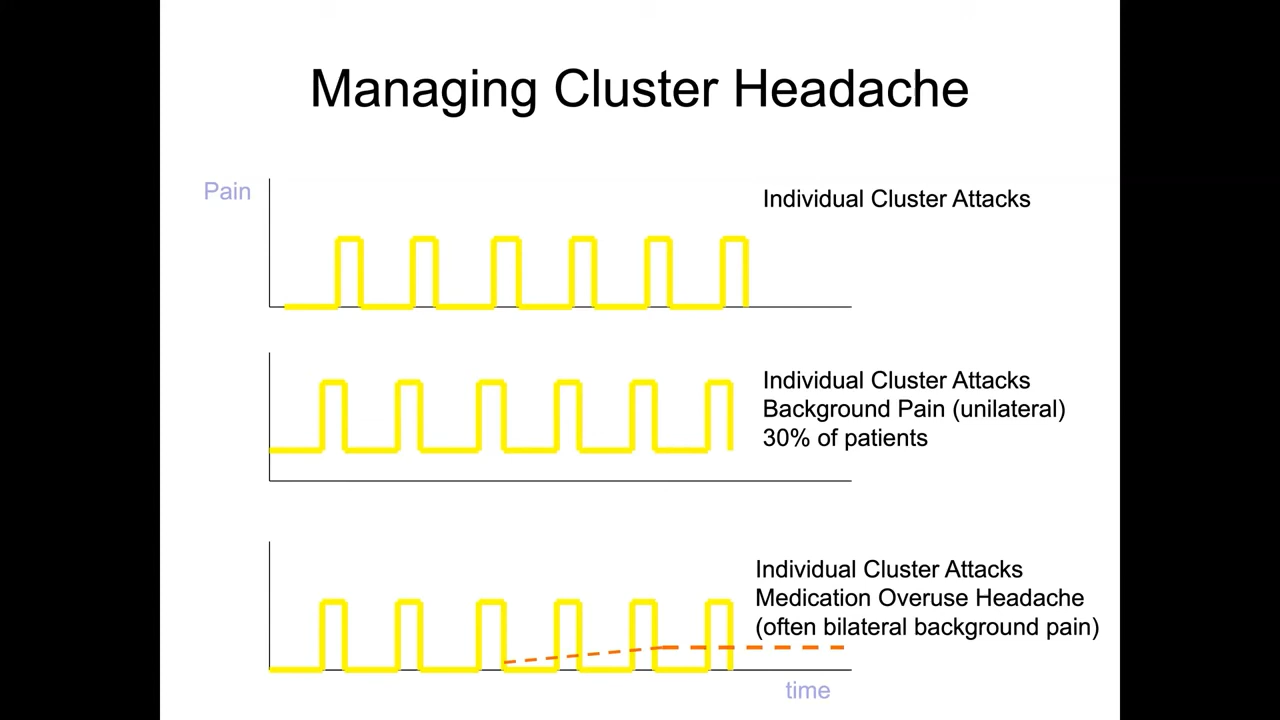 Managing Cluster Headache
Pain
Individual Cluster Attacks
Individual Cluster Attacks
Background Pain (unilateral)
30% of patients
Individual Cluster Attacks
Medication Overuse Headache
(often bilateral background pain)
time